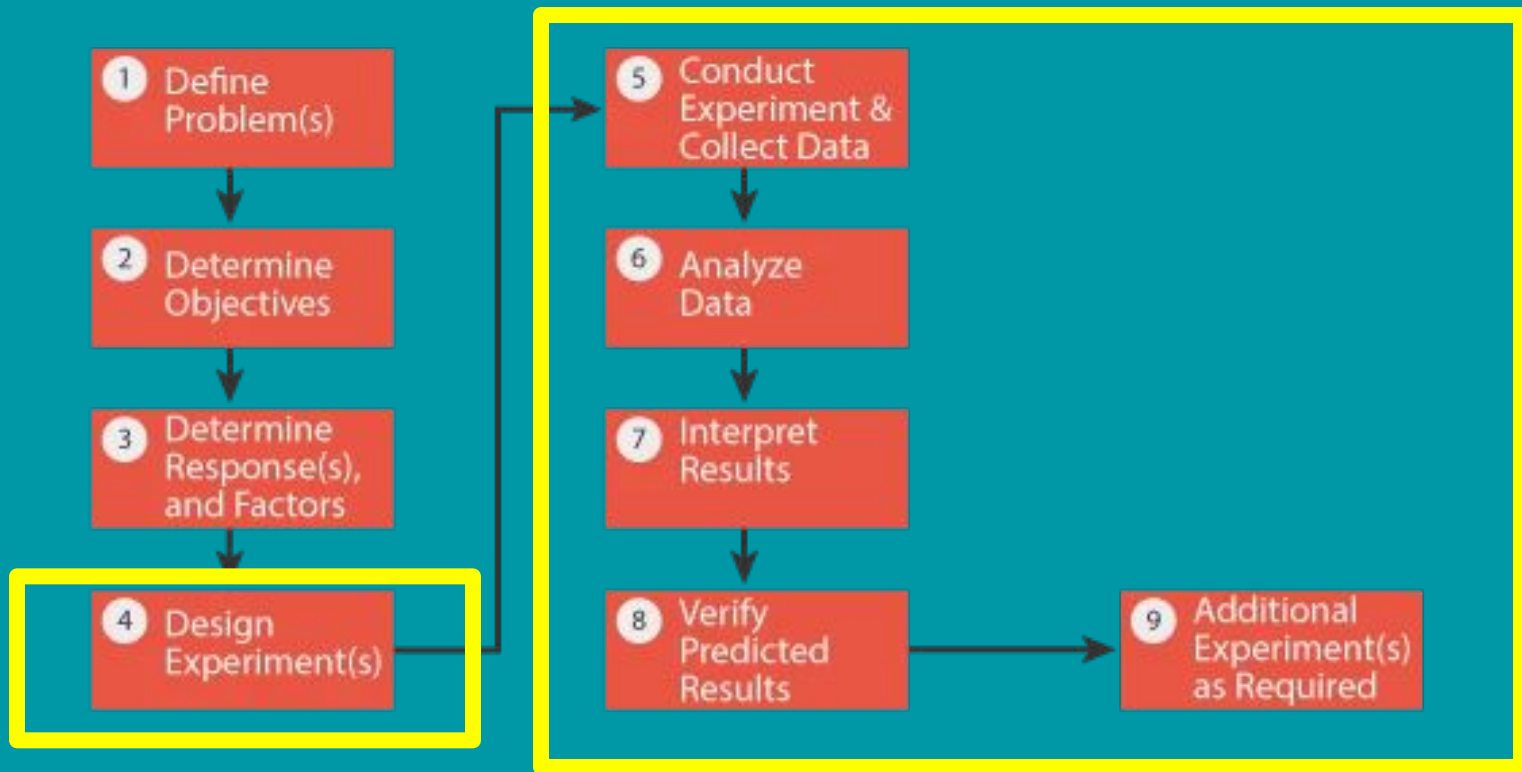 1 Define
Problem(s)
2 Determine
Objectives
3 Determine
Response(s),
and Factors
4 Design
Experiment(s)
5 Conduct
Experiment &
Collect Data
6 Analyze
Data
7 Interpret
Results
8 Verify
Predicted
Results
9 Additional
Experiment(s)
as Required